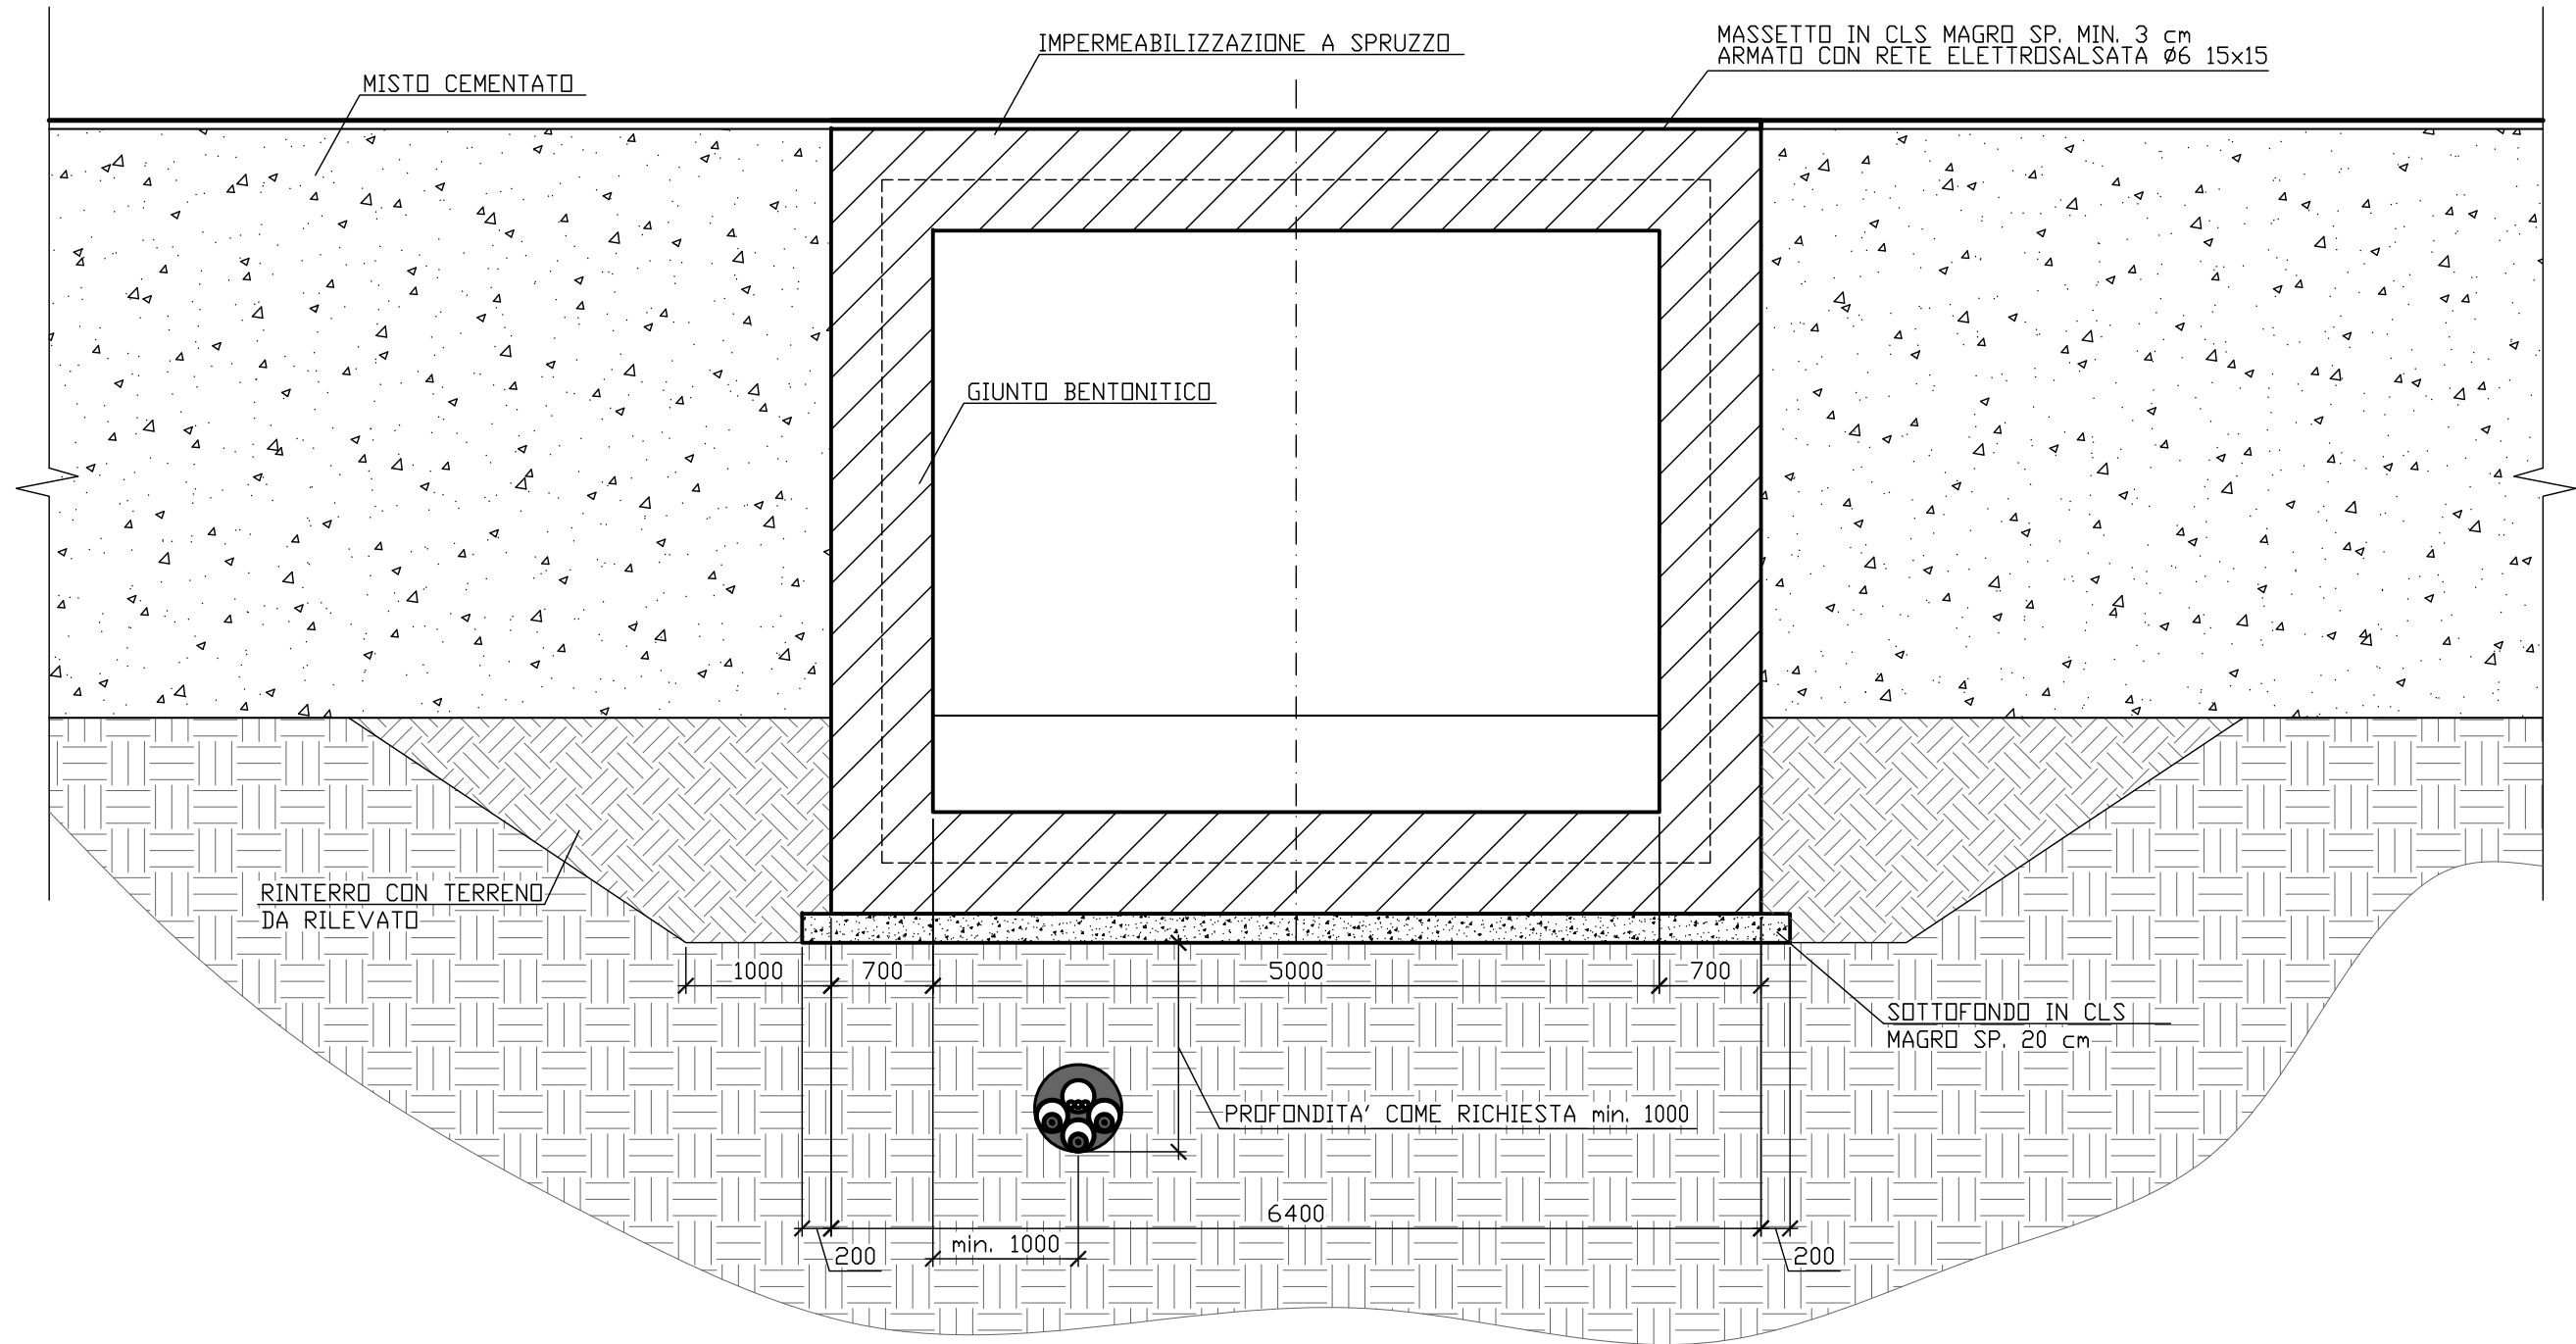 IMPERMEABILIZZAZIONE A SPRUZZO
MASSETTO IN CLS MAGRO SP. MIN. 3 cm
ARMATO CON RETE ELETTROSALSATA Ø6 15x15
MISTO CEMENTATO
GIUNTO BENTONITICO
RINTERRO CON TERRENO
DA RILEVATO
1000
700
5000
700
SOTTOFONDO IN CLS
MAGRO SP. 20 cm
PROFONDITA' COME RICHIESTA min. 1000
6400
min. 1000
200
200